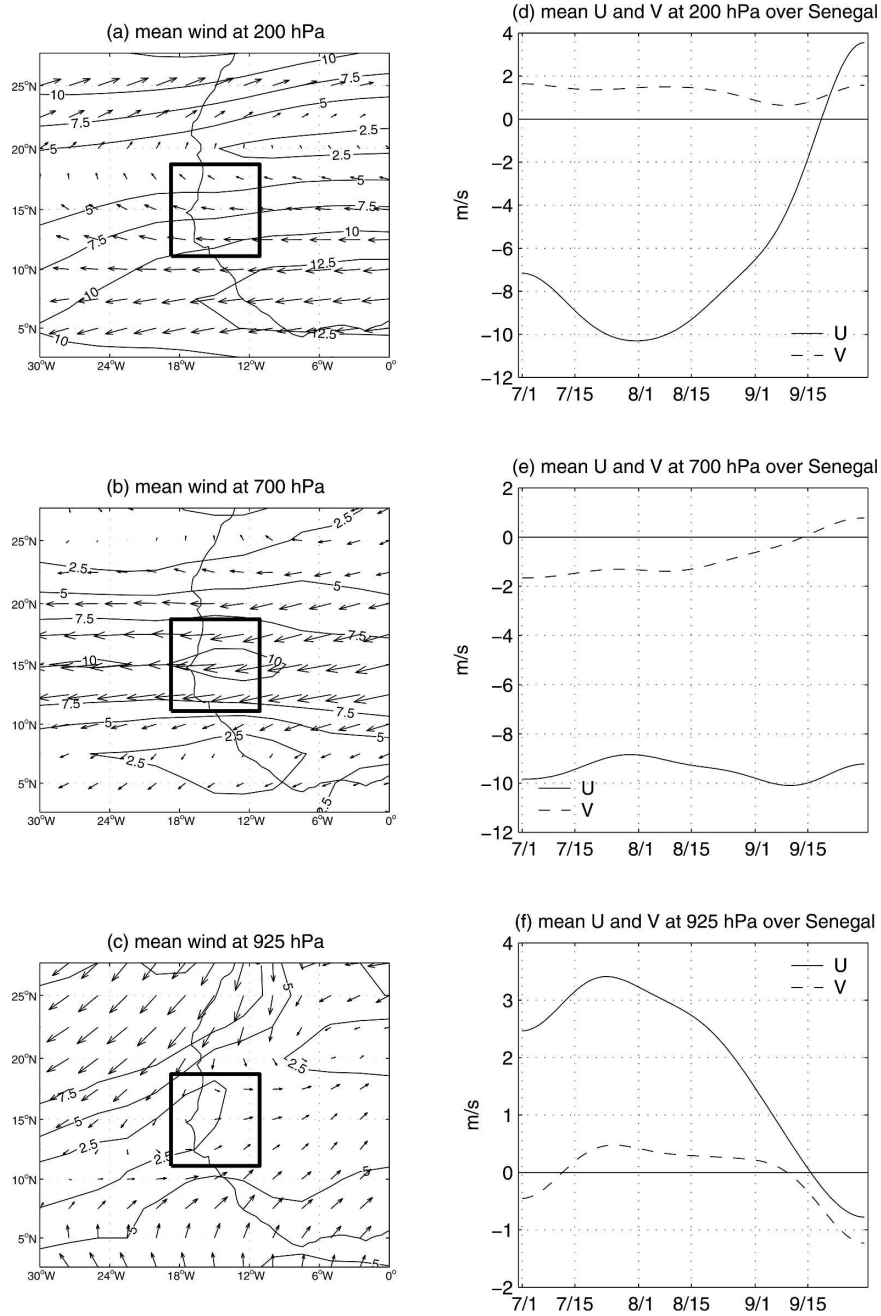 (a) mean wind at 200 hPa
25°N
20°N
15°N
10°N
5°N
30°W 24°W 18°W 12°W 6°W 0°
10
7.5
5
10
7.5
5
2.5
2.5
5
5
7.5
7.5
10
12.5
10
12.5
10
(d) mean U and V at 200 hPa over Senegal
4
2
0
−2
−4
−6
−8
−10
−12
m/s
U
V
7/1 7/15 8/1 8/15 9/1 9/15
(b) mean wind at 700 hPa
25°N
20°N
15°N
10°N
5°N
30°W 24°W 18°W 12°W 6°W 0°
2.5
2.5
5
7.5
7.5
10
10
7.5
7.5
5
5
2.5
2.5
2.5
(e) mean U and V at 700 hPa over Senegal
2
0
−2
−4
−6
−8
−10
−12
m/s
U
V
7/1 7/15 8/1 8/15 9/1 9/15
(c) mean wind at 925 hPa
25°N
20°N
15°N
10°N
5°N
30°W 24°W 18°W 12°W 6°W 0°
5
2.5
7.5
5
2.5
2.5
5
5
5
(f) mean U and V at 925 hPa over Senegal
4
3
2
1
0
−1
−2
m/s
U
V
7/1 7/15 8/1 8/15 9/1 9/15